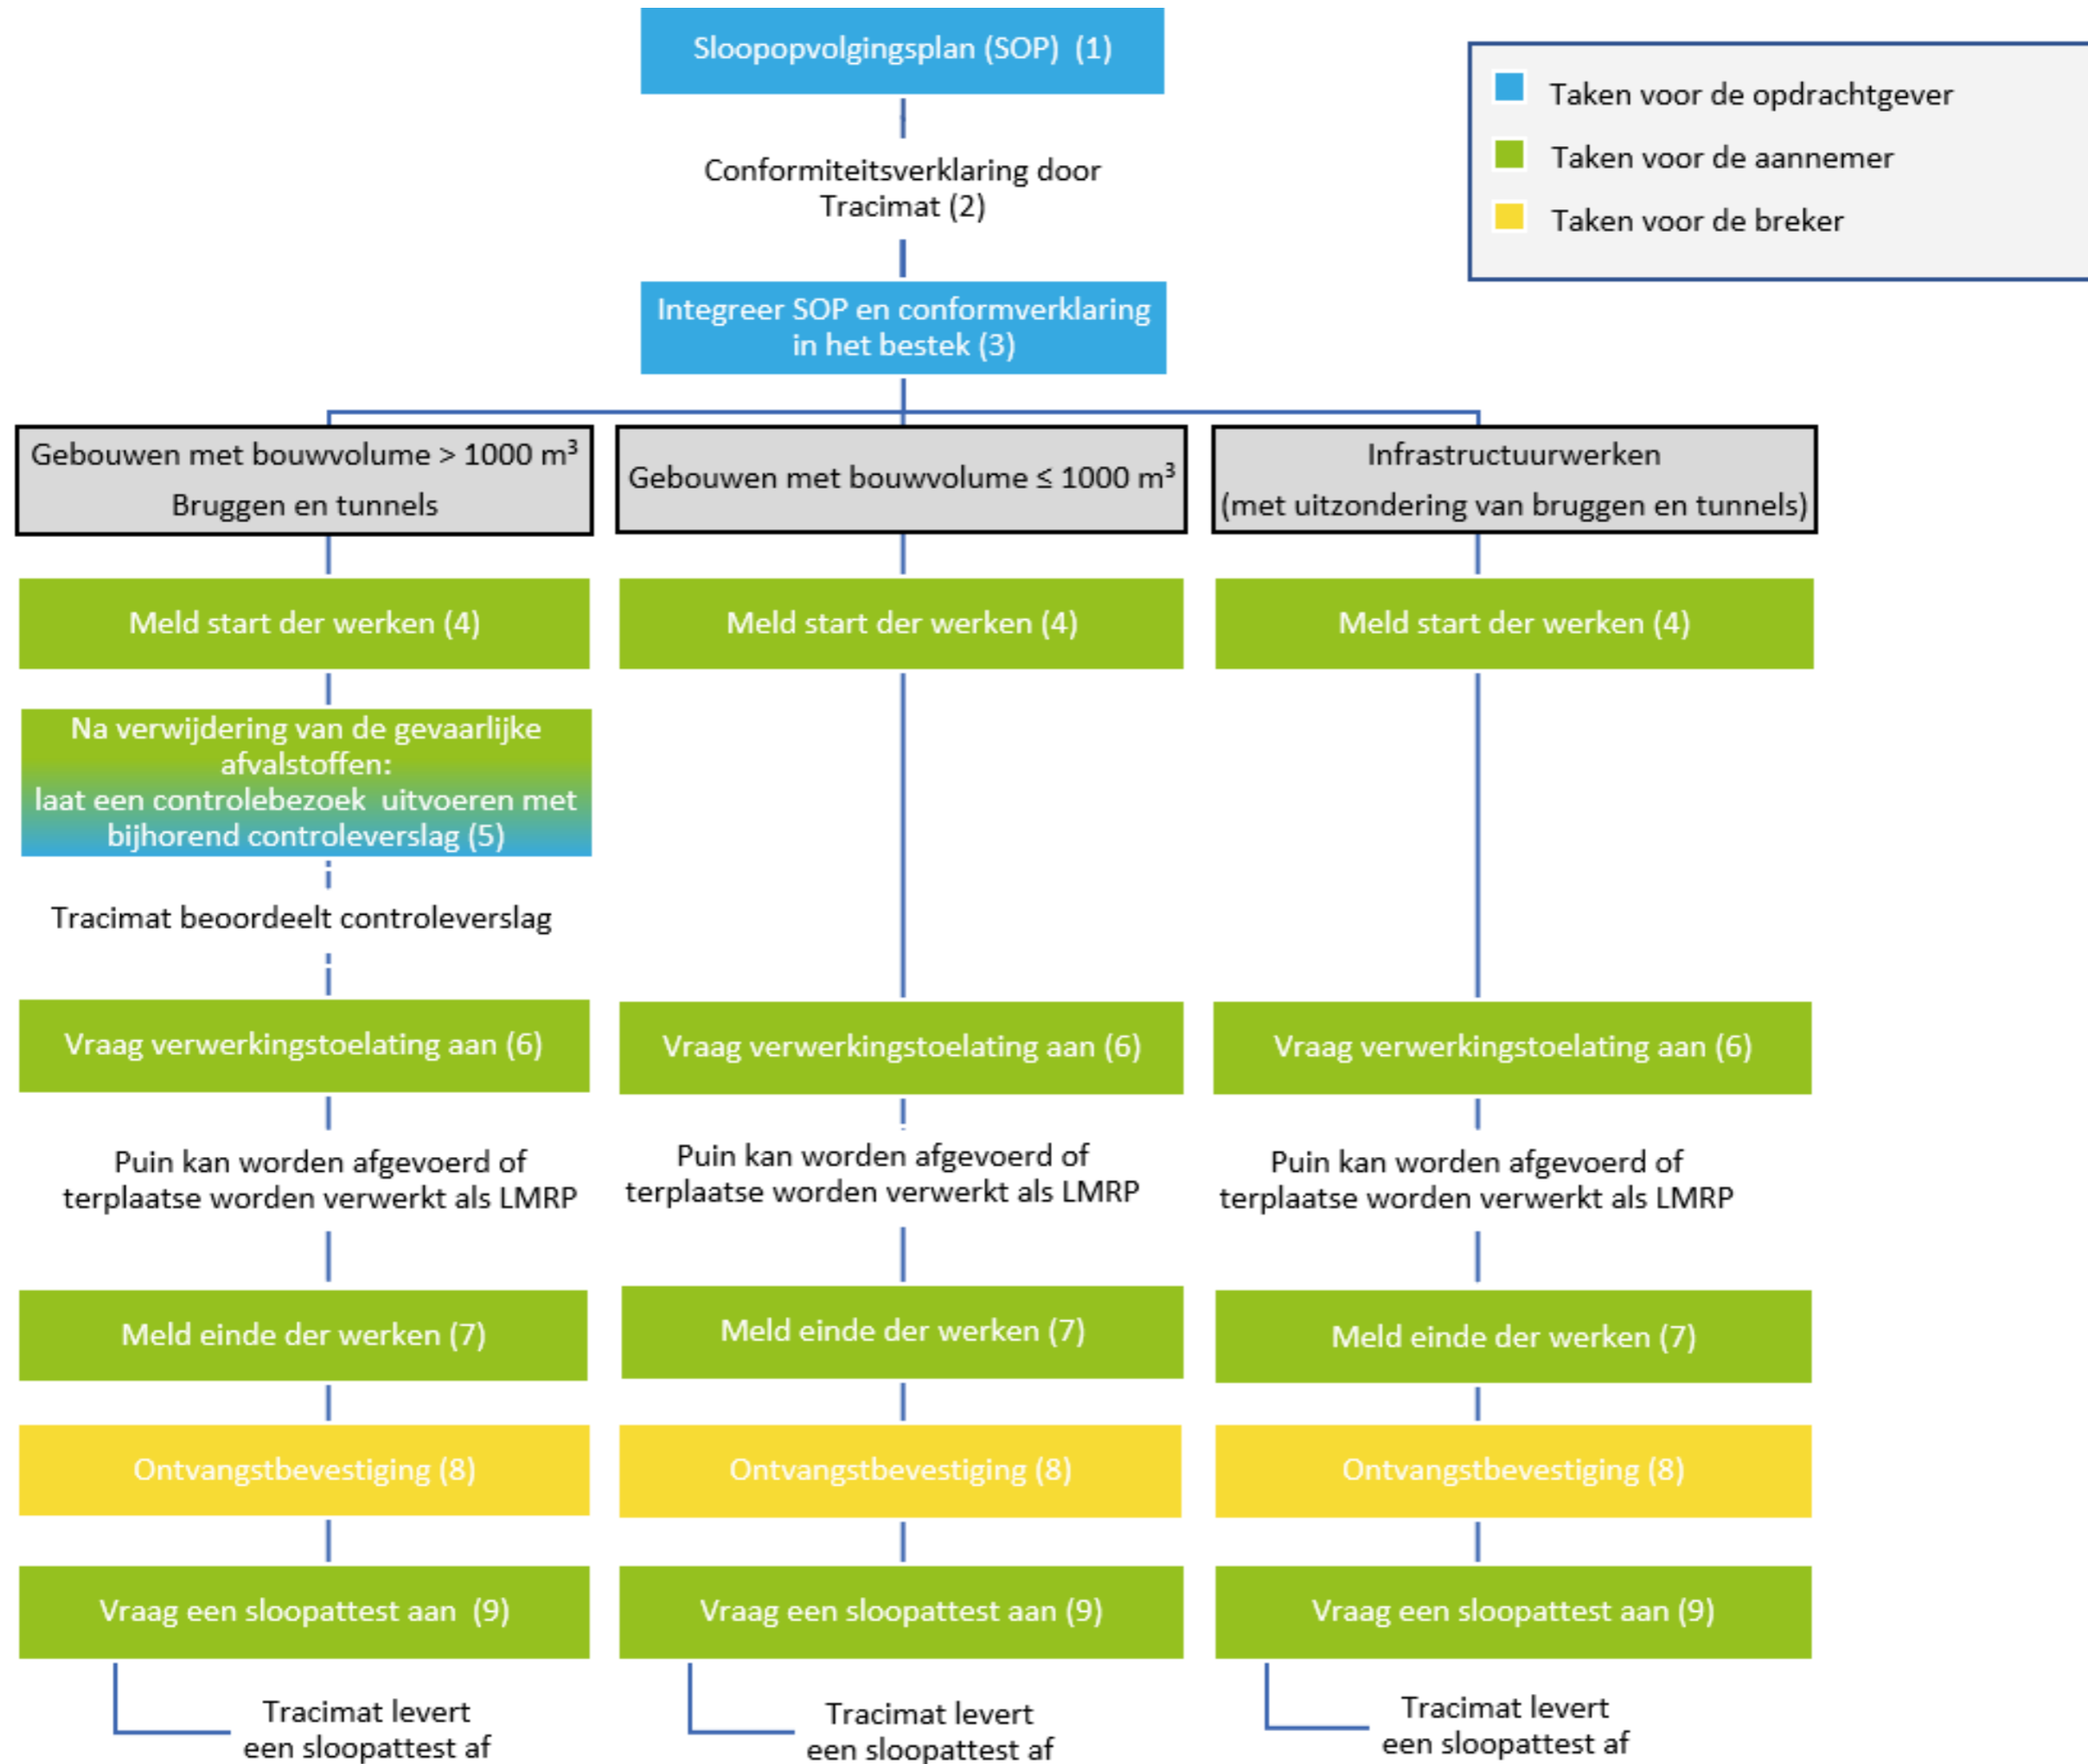 Sloopopvolgingsplan (SOP) (1)
Taken voor de opdrachtgever
Taken voor de aannemer
Taken voor de breker
Conformiteitsverklaring door
Tracimat (2)
Integreer SOP en conformverklaring
in het bestek (3)
Gebouwen met bouwvolume > 1000 m³
Bruggen en tunnels
Gebouwen met bouwvolume ≤ 1000 m³
Infrastructuurwerken
(met uitzondering van bruggen en tunnels)
Meld start der werken (4)
Meld start der werken (4)
Meld start der werken (4)
Na verwijdering van de gevaarlijke
afvalstoffen:
laat een controlebezoek uitvoeren met
bijhorend controleverslag (5)
Tracimat beoordeelt controleverslag
Vraag verwerkingstoelating aan (6)
Vraag verwerkingstoelating aan (6)
Vraag verwerkingstoelating aan (6)
Puin kan worden afgevoerd of
terplaatse worden verwerkt als LMRP
Puin kan worden afgevoerd of
terplaatse worden verwerkt als LMRP
Puin kan worden afgevoerd of
terplaatse worden verwerkt als LMRP
Meld einde der werken (7)
Meld einde der werken (7)
Meld einde der werken (7)
Ontvangstbevestiging (8)
Ontvangstbevestiging (8)
Ontvangstbevestiging (8)
Vraag een sloopattest aan (9)
Vraag een sloopattest aan (9)
Vraag een sloopattest aan (9)
Tracimat levert
een sloopattest af
Tracimat levert
een sloopattest af
Tracimat levert
een sloopattest af